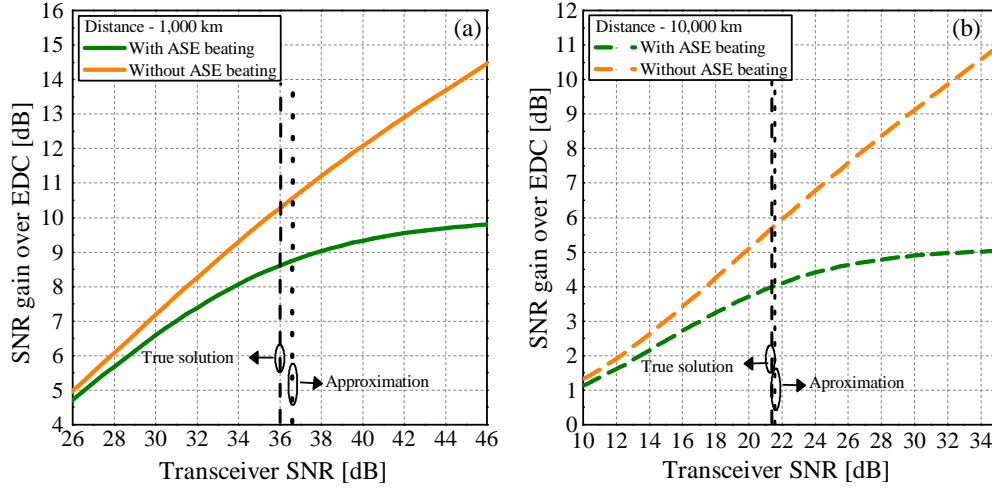 Distance - 1,000 km
With ASE beating
Without ASE beating
(a)
SNR gain over EDC [dB]
15
14
13
12
11
10
9
8
7
6
5
4
True solution
Approximation
26 28 30 32 34 36 38 40 42 44 46
Transceiver SNR [dB]
Distance - 10,000 km
With ASE beating
Without ASE beating
(b)
SNR gain over EDC [dB]
12
11
10
9
8
7
6
5
4
3
2
1
0
True solution
Aproximation
10 12 14 16 18 20 22 24 26 28 30 32 34
Transceiver SNR [dB]